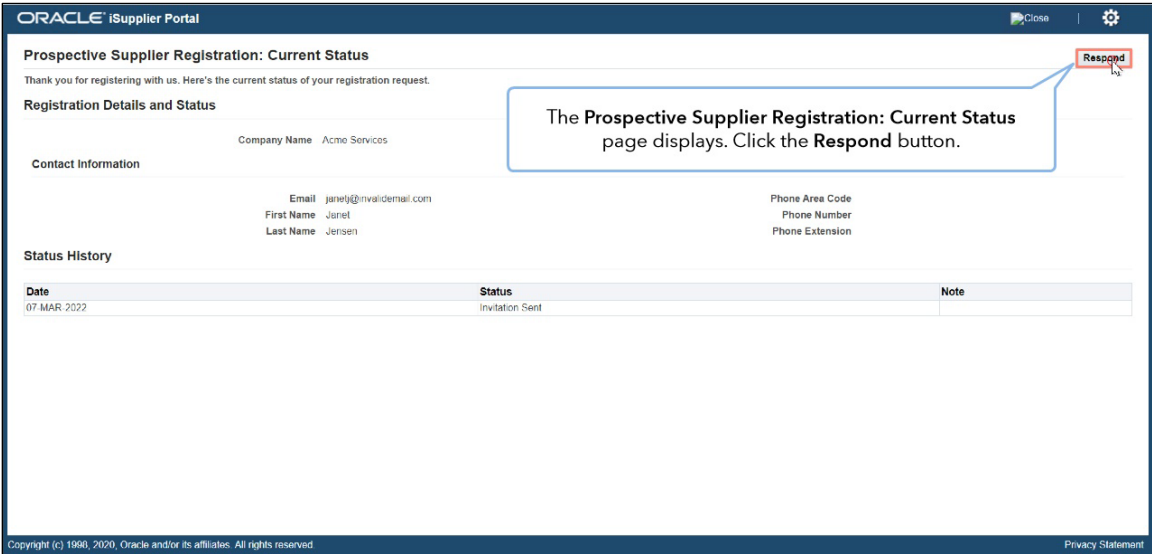 ORACLE® iSupplier Portal
Close
Prospective Supplier Registration: Current Status
Respond
Thank you for registering with us. Here's the current status of your registration request.
Registration Details and Status
The Prospective Supplier Registration: Current Status
page displays. Click the Respond button.
Company Name Acme Services
Contact Information
Email janetj@invalidemail.com
Phone Area Code
First Name Janet
Phone Number
Last Name Jensen
Phone Extension
Status History
Date Status Note
07-MAR-2022 Invitation Sent
Copyright (c) 1998, 2020, Oracle and/or its affiliates. All rights reserved.
Privacy Statement